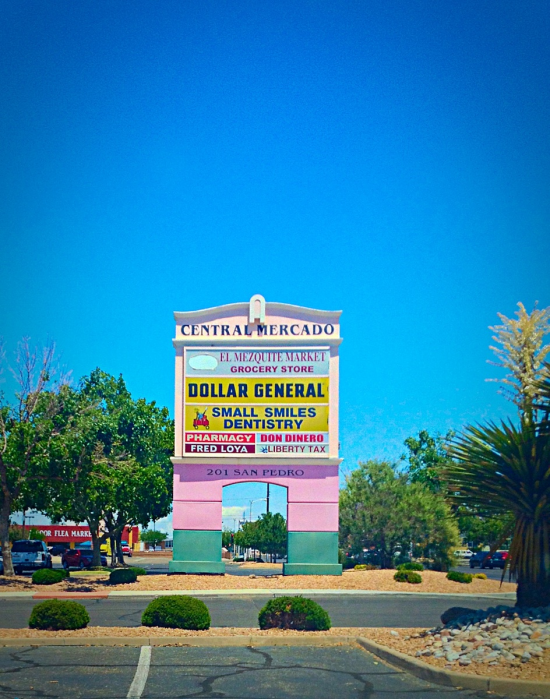 CENTRAL MERCADO
EL MEZQUITE MARKET
GROCERY STORE
DOLLAR GENERAL
SMALL SMILES
DENTISTRY
PHARMACY DON DINERO
FRED LOYA LIBERTY TAX
201 SAN PEDRO
FLEA MARKE